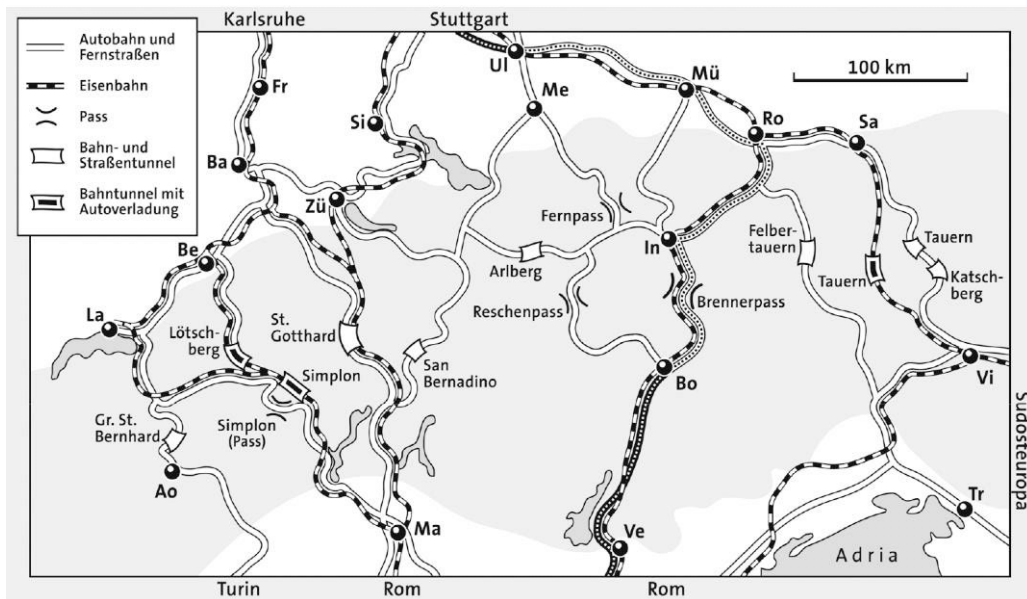 Karlsruhe
Stuttgart
Autobahn und
Fernstraßen
Eisenbahn
Pass
Bahn- und
Straßentunnel
Bahntunnel mit
Autoverladung
100 km
Ul
Mü
Fr
Me
Si
Ro
Sa
Ba
Zü
Fernpass
In
Felber-
tauern
Tauern
Be
Arlberg
Tauern
Katsch-
berg
Reschenpass
Brennerpass
La
Lötsch-
berg
St.
Gotthard
San
Bernadino
Bo
Vi
Simplon
Gr. St.
Bernhard
Simplon
(Pass)
Südosteuropa
Ao
Ma
Ve
Tr
Adria
Turin
Rom
Rom